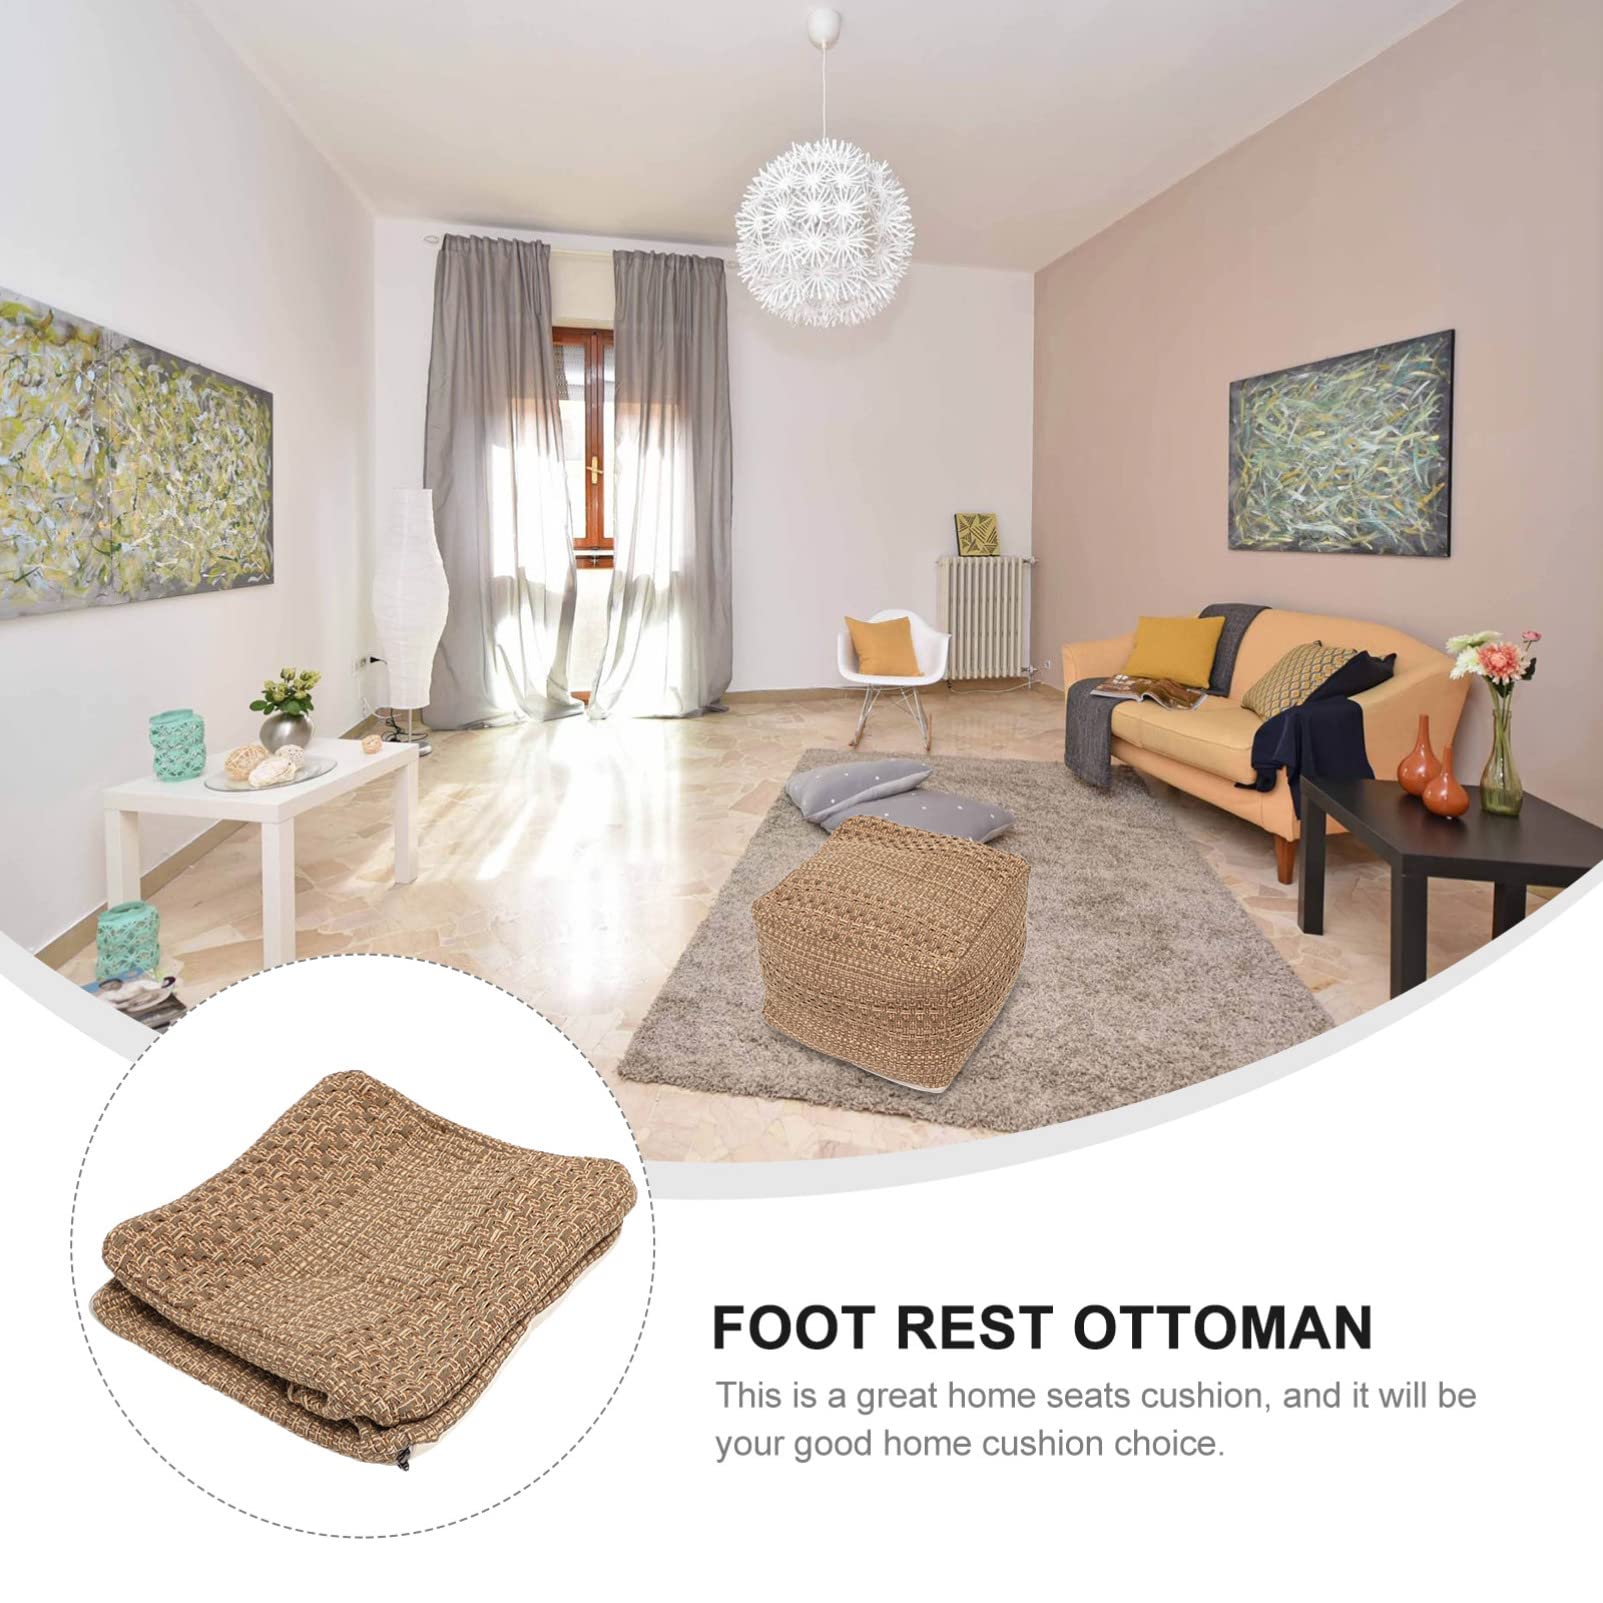 FOOT REST OTTOMAN
This is a great home seats cushion, and it will be
your good home cushion choice.